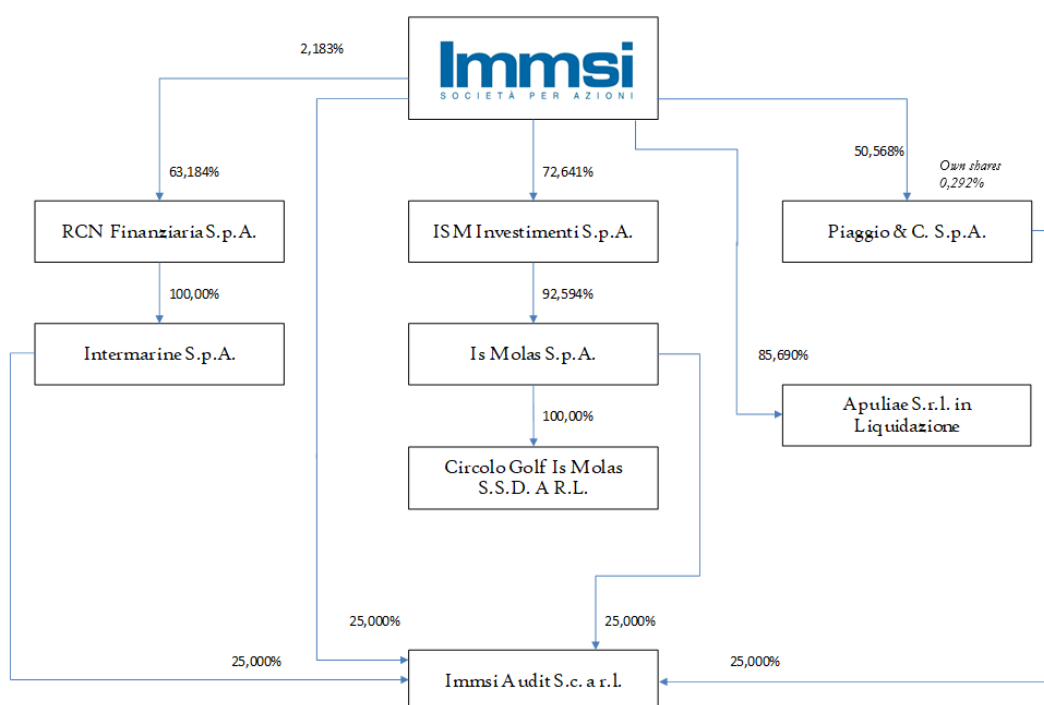 2,183%
Immsi
SOCIETÀ PER AZIONI
63,184%
72,641%
50,568%
Own shares
0,292%
RCN Finanziaria S.p.A.
ISM Investimenti S.p.A.
Piaggio & C. S.p.A.
100,00%
92,594%
Intermarine S.p.A.
Is Molas S.p.A.
85,690%
100,00%
Apuliae S.r.l. in
Liquidazione
Circolo Golf Is Molas
S.S.D. A R.L.
25,000%
25,000%
25,000%
25,000%
Immsi Audit S.c. a r.l.